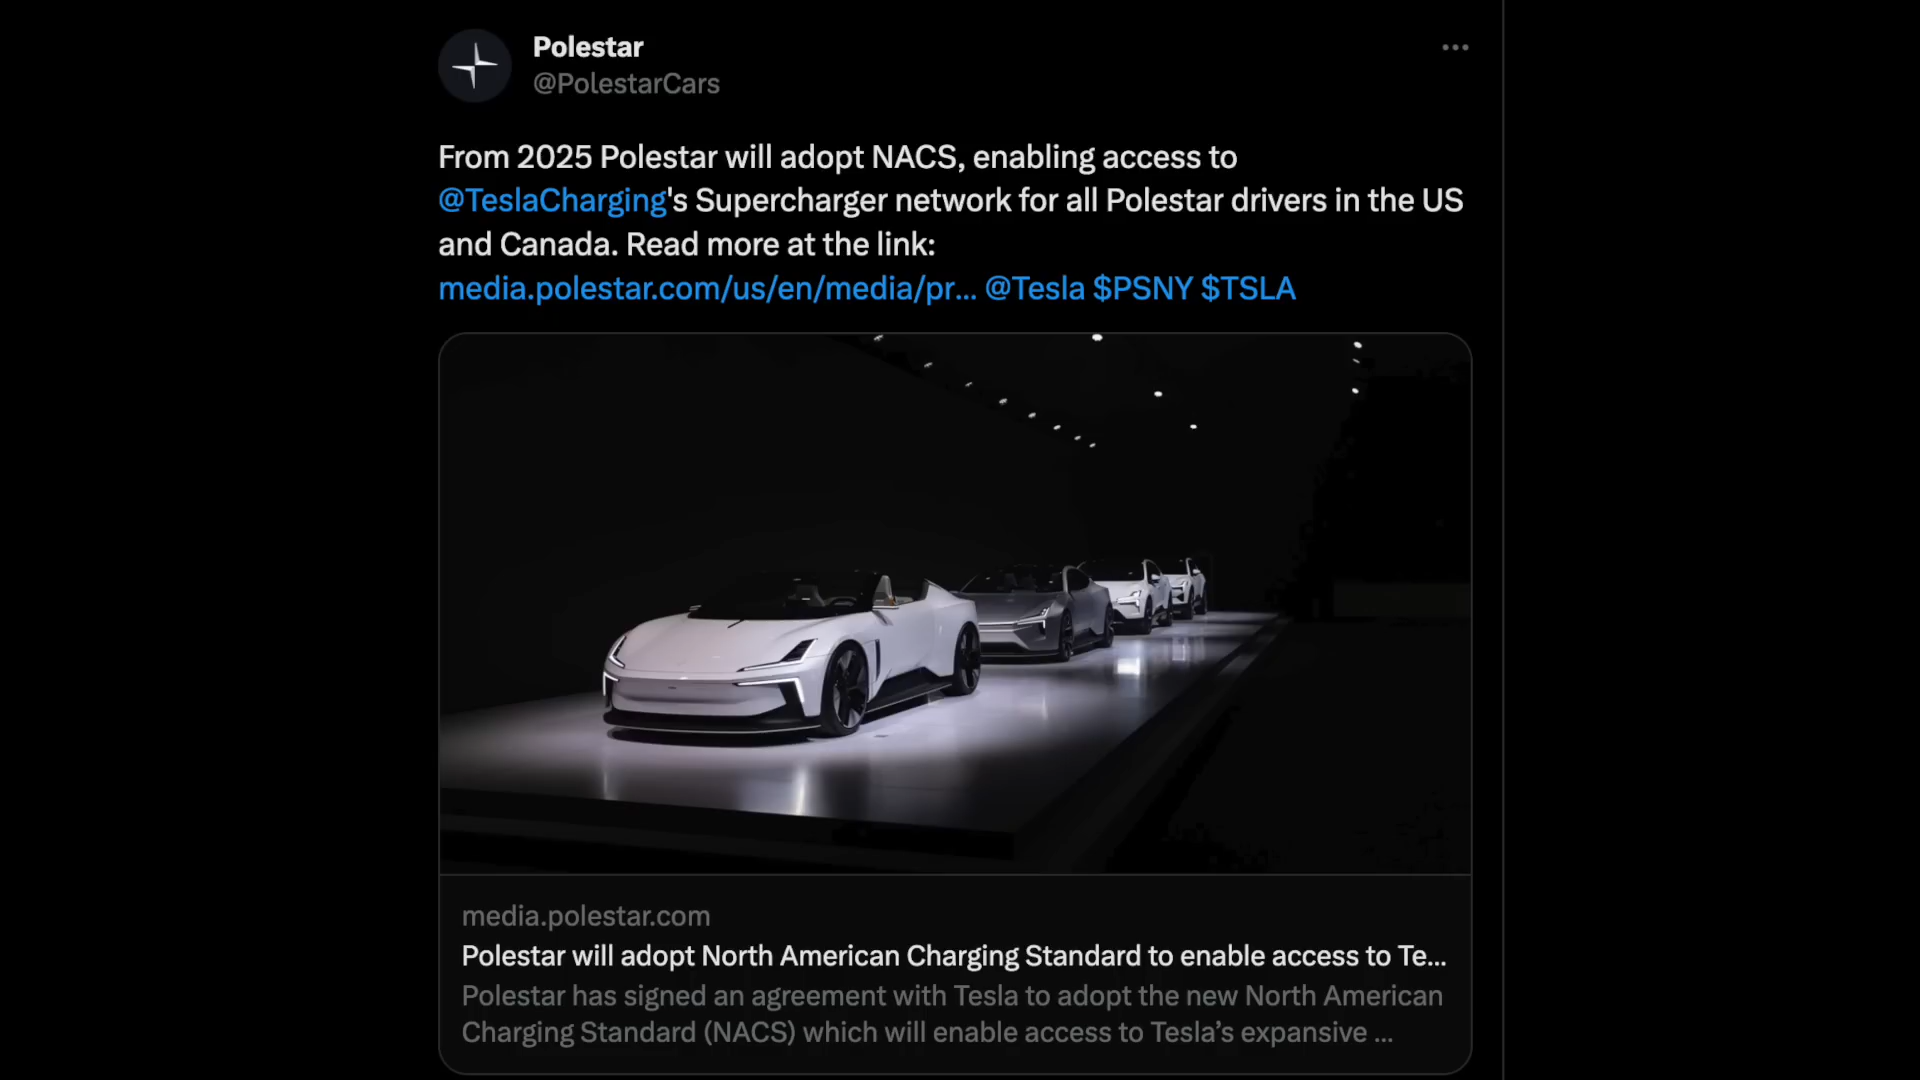 Polestar
@PolestarCars
From 2025 Polestar will adopt NACS, enabling access to
@TeslaCharging's Supercharger network for all Polestar drivers in the US
and Canada. Read more at the link:
media.polestar.com/us/en/media/pr... @Tesla $PSNY $TSLA
media.polestar.com
Polestar will adopt North American Charging Standard to enable access to Te...
Polestar has signed an agreement with Tesla to adopt the new North American
Charging Standard (NACS) which will enable access to Tesla’s expansive ...